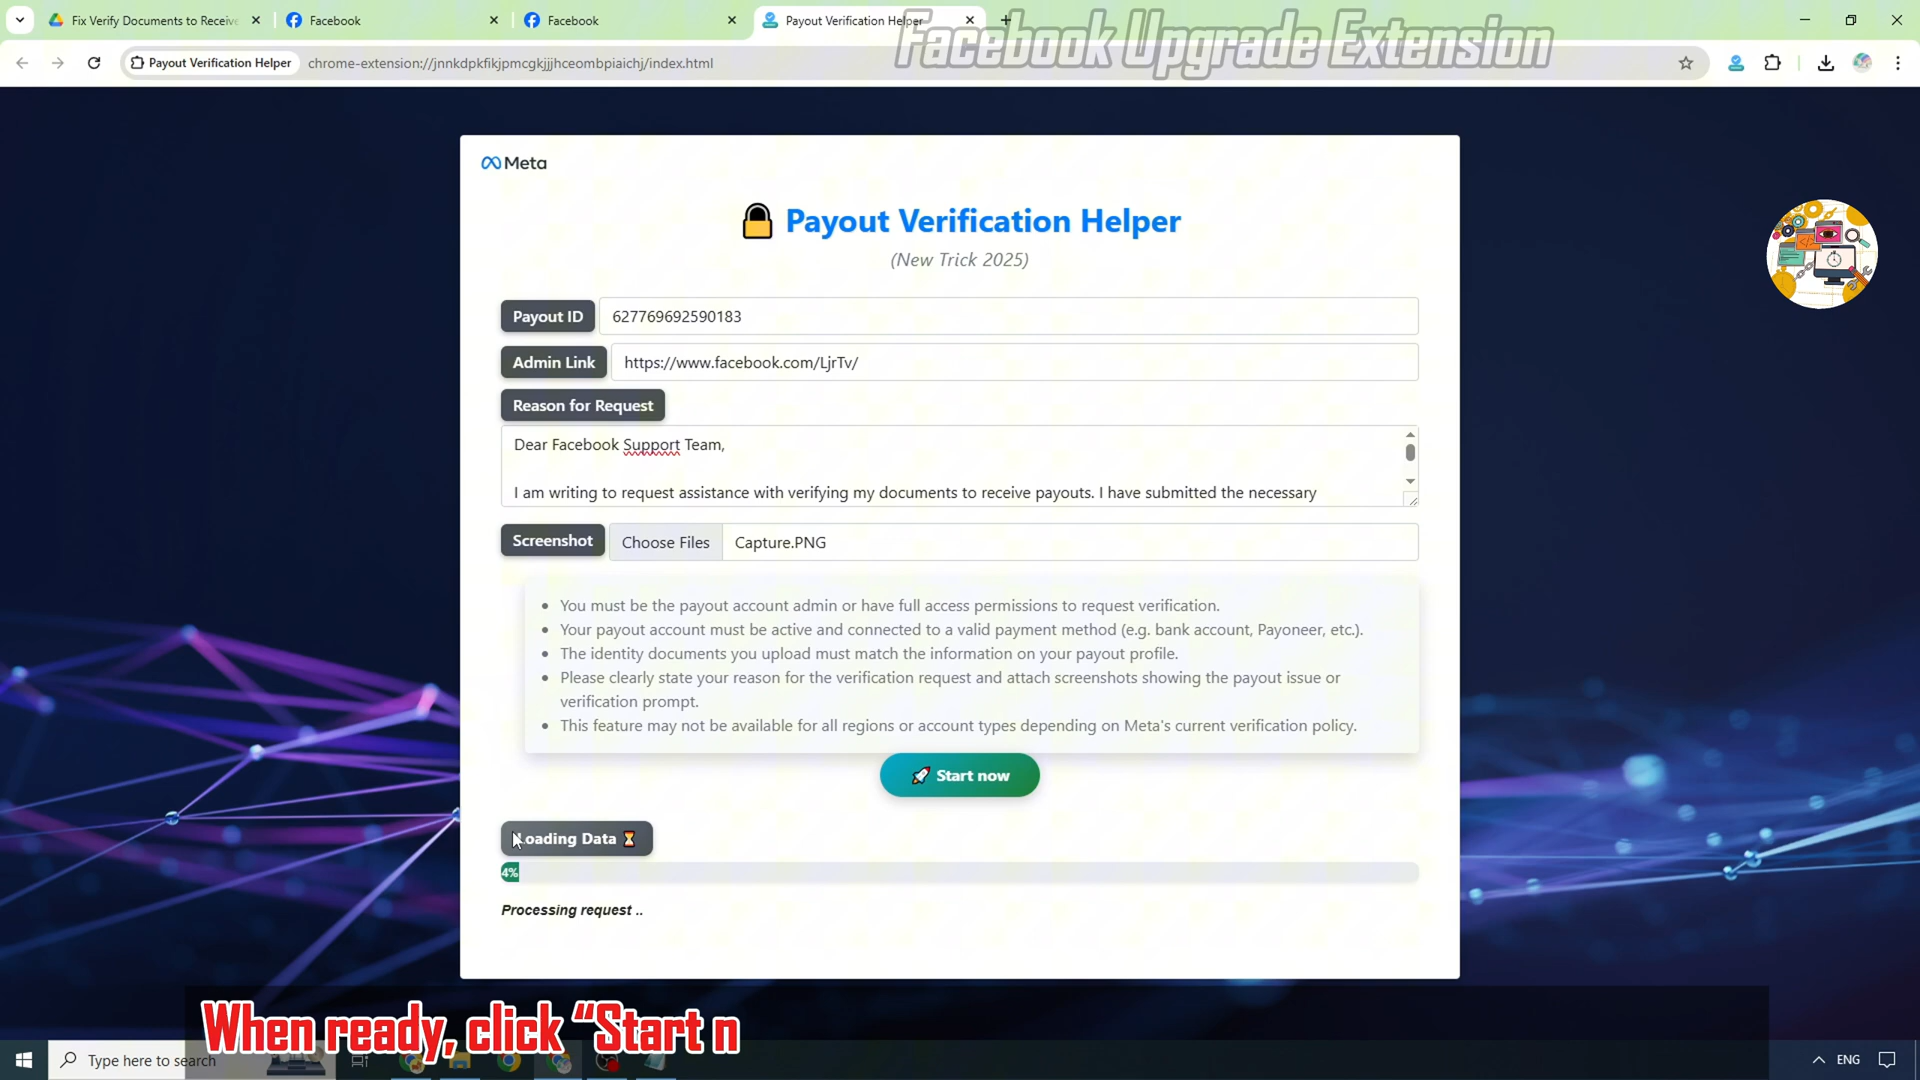 Fix Verify Documents to Receive
Facebook
Facebook
Payout Verification Helper
Facebook Upgrade Extension
Payout Verification Helper
chrome-extension://jnnkdpkfikjpmcgkjjjhceombpiaichj/index.html
Meta
Payout Verification Helper
(New Trick 2025)
Payout ID
627769692590183
Admin Link
https://www.facebook.com/LjrTv/
Reason for Request
Dear Facebook Support Team,
I am writing to request assistance with verifying my documents to receive payouts. I have submitted the necessary
Screenshot
Choose Files
Capture.PNG
You must be the payout account admin or have full access permissions to request verification.
Your payout account must be active and connected to a valid payment method (e.g. bank account, Payoneer, etc.).
The identity documents you upload must match the information on your payout profile.
Please clearly state your reason for the verification request and attach screenshots showing the payout issue or
verification prompt.
This feature may not be available for all regions or account types depending on Meta's current verification policy.
Start now
Loading Data
4%
Processing request ..
When ready, click “Start n
Type here to search
ENG